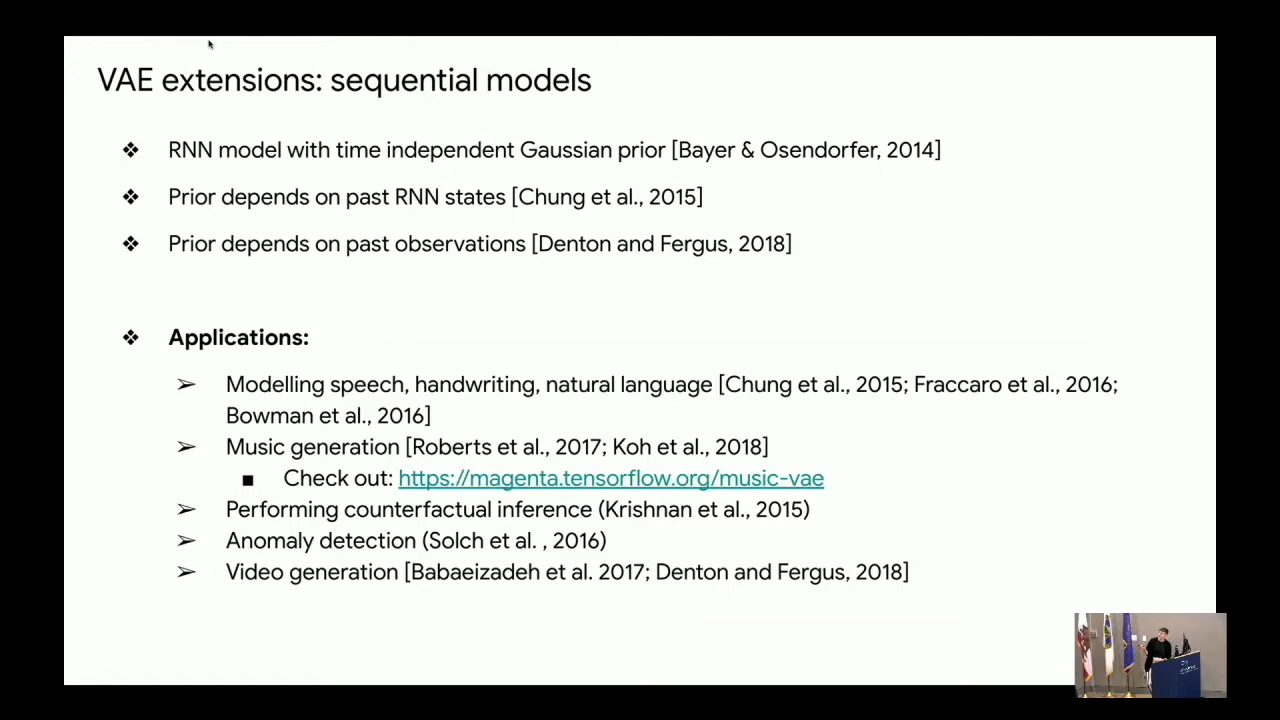 VAE extensions: sequential models
❖ RNN model with time independent Gaussian prior [Bayer & Osendorfer, 2014]
❖ Prior depends on past RNN states [Chung et al., 2015]
❖ Prior depends on past observations [Denton and Fergus, 2018]
❖ Applications:
➢ Modelling speech, handwriting, natural language [Chung et al., 2015; Fraccaro et al., 2016;
Bowman et al., 2016]
➢ Music generation [Roberts et al., 2017; Koh et al., 2018]
■ Check out: https://magenta.tensorflow.org/music-vae
➢ Performing counterfactual inference (Krishnan et al., 2015)
➢ Anomaly detection (Solch et al. , 2016)
➢ Video generation [Babaeizadeh et al. 2017; Denton and Fergus, 2018]